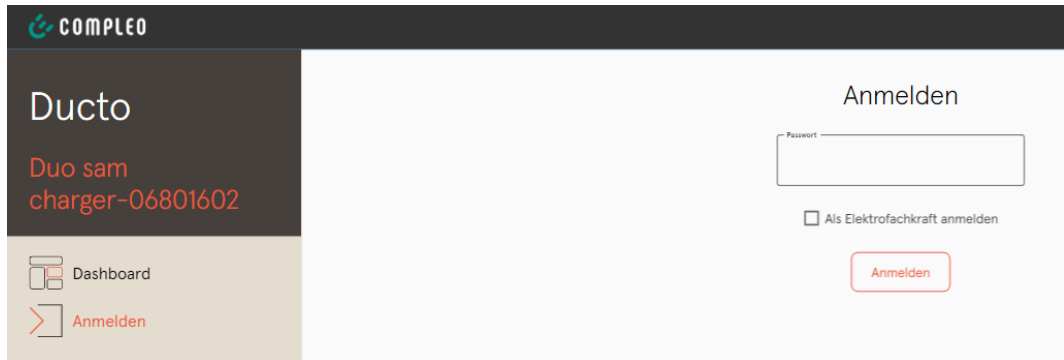 COMPLEO
Ducto
Duo sam
charger-06801602
Dashboard
Anmelden
Anmelden
Passwort
Als Elektrofachkraft anmelden
Anmelden